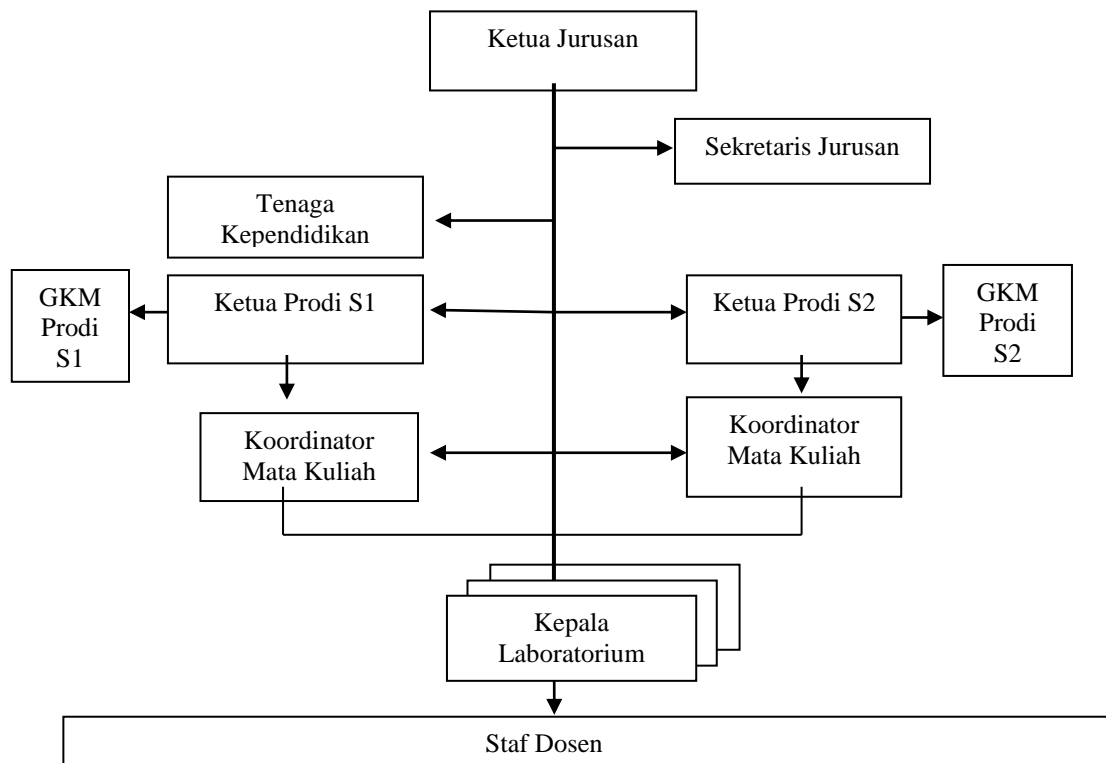 Ketua Jurusan
Sekretaris Jurusan
Tenaga
Kependidikan
GKM
Prodi
S1
Ketua Prodi S1
Ketua Prodi S2
GKM
Prodi
S2
Koordinator
Mata Kuliah
Koordinator
Mata Kuliah
Kepala
Laboratorium
Staf Dosen